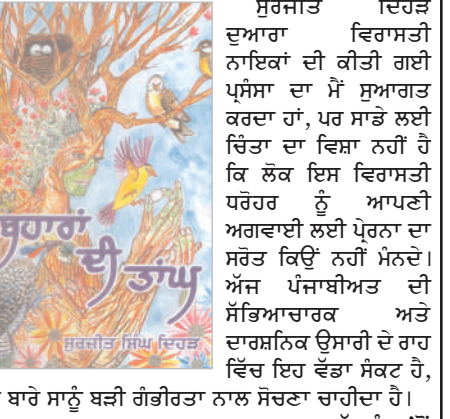 ਸੁਰਜੀਤ ਦਿਹੜ
ਦੁਆਰਾ ਵਿਰਾਸਤੀ
ਨਾਇਕਾਂ ਦੀ ਕੀਤੀ ਗਈ
ਪ੍ਰਸੰਸਾ ਦਾ ਮੈਂ ਸੁਆਗਤ
ਕਰਦਾ ਹਾਂ, ਪਰ ਸਾਡੇ ਲਈ
ਚਿੰਤਾ ਦਾ ਵਿਸ਼ਾ ਨਹੀਂ ਹੈ
ਕਿ ਲੋਕ ਇਸ ਵਿਰਾਸਤੀ
ਧਰੋਹਰ ਨੂੰ ਆਪਣੀ
ਅਗਵਾਈ ਲਈ ਪ੍ਰੇਰਨਾ ਦਾ
ਸਰੋਤ ਕਿਉਂ ਨਹੀਂ ਮੰਨਦੇ।
ਅੱਜ ਪੰਜਾਬੀਅਤ ਦੀ
ਸੱਭਿਆਚਾਰਕ ਅਤੇ
ਦਾਰਸ਼ਨਿਕ ਉਸਾਰੀ ਦੇ ਰਾਹ
ਵਿੱਚ ਇਹ ਵੱਡਾ ਸੰਕਟ ਹੈ,
ਬਾਰੇ ਸਾਨੂੰ ਬੜੀ ਗੰਭੀਰਤਾ ਨਾਲ ਸੋਚਣਾ ਚਾਹੀਦਾ ਹੈ।
ਬਹਾਰਾਂ
ਦੀ ਤਾਂਘ
ਸੁਰਜੀਤ ਸਿੰਘ ਦਿਹੜ